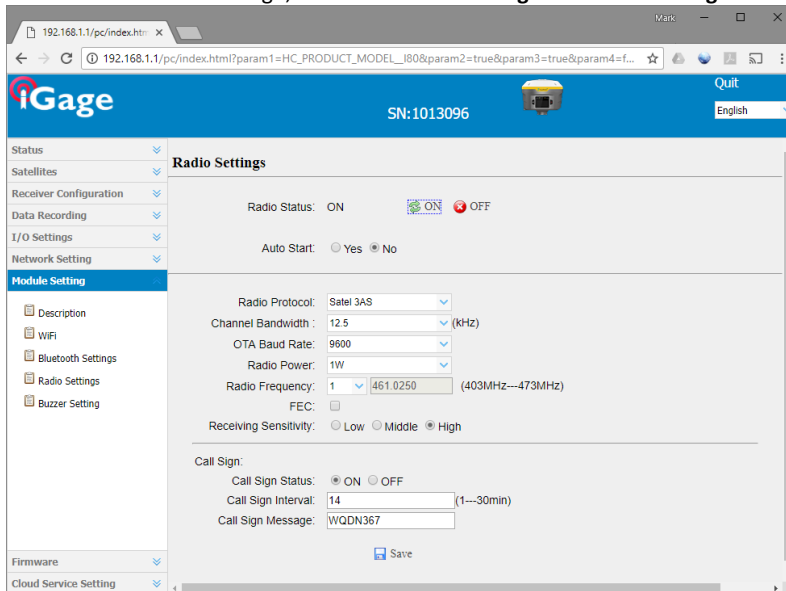 Mark
192.168.1.1/pc/index.htm
192.168.1.1/pc/index.html?param1=HC_PRODUCT_MODEL__I80&param2=true&param3=true&param4=f...
iGage
SN:1013096
Quit
English
Status
Satellites
Receiver Configuration
Data Recording
I/O Settings
Network Setting
Module Setting
Description
WiFi
Bluetooth Settings
Radio Settings
Buzzer Setting
Firmware
Cloud Service Setting
Radio Settings
Radio Status: ON ON OFF
Auto Start: Yes No
Radio Protocol: Satel 3AS
Channel Bandwidth : 12.5 (kHz)
OTA Baud Rate: 9600
Radio Power: 1W
Radio Frequency: 1 461.0250 (403MHz---473MHz)
FEC:
Receiving Sensitivity: Low Middle High
Call Sign:
Call Sign Status: ON OFF
Call Sign Interval: 14 (1---30min)
Call Sign Message: WQDN367
Save